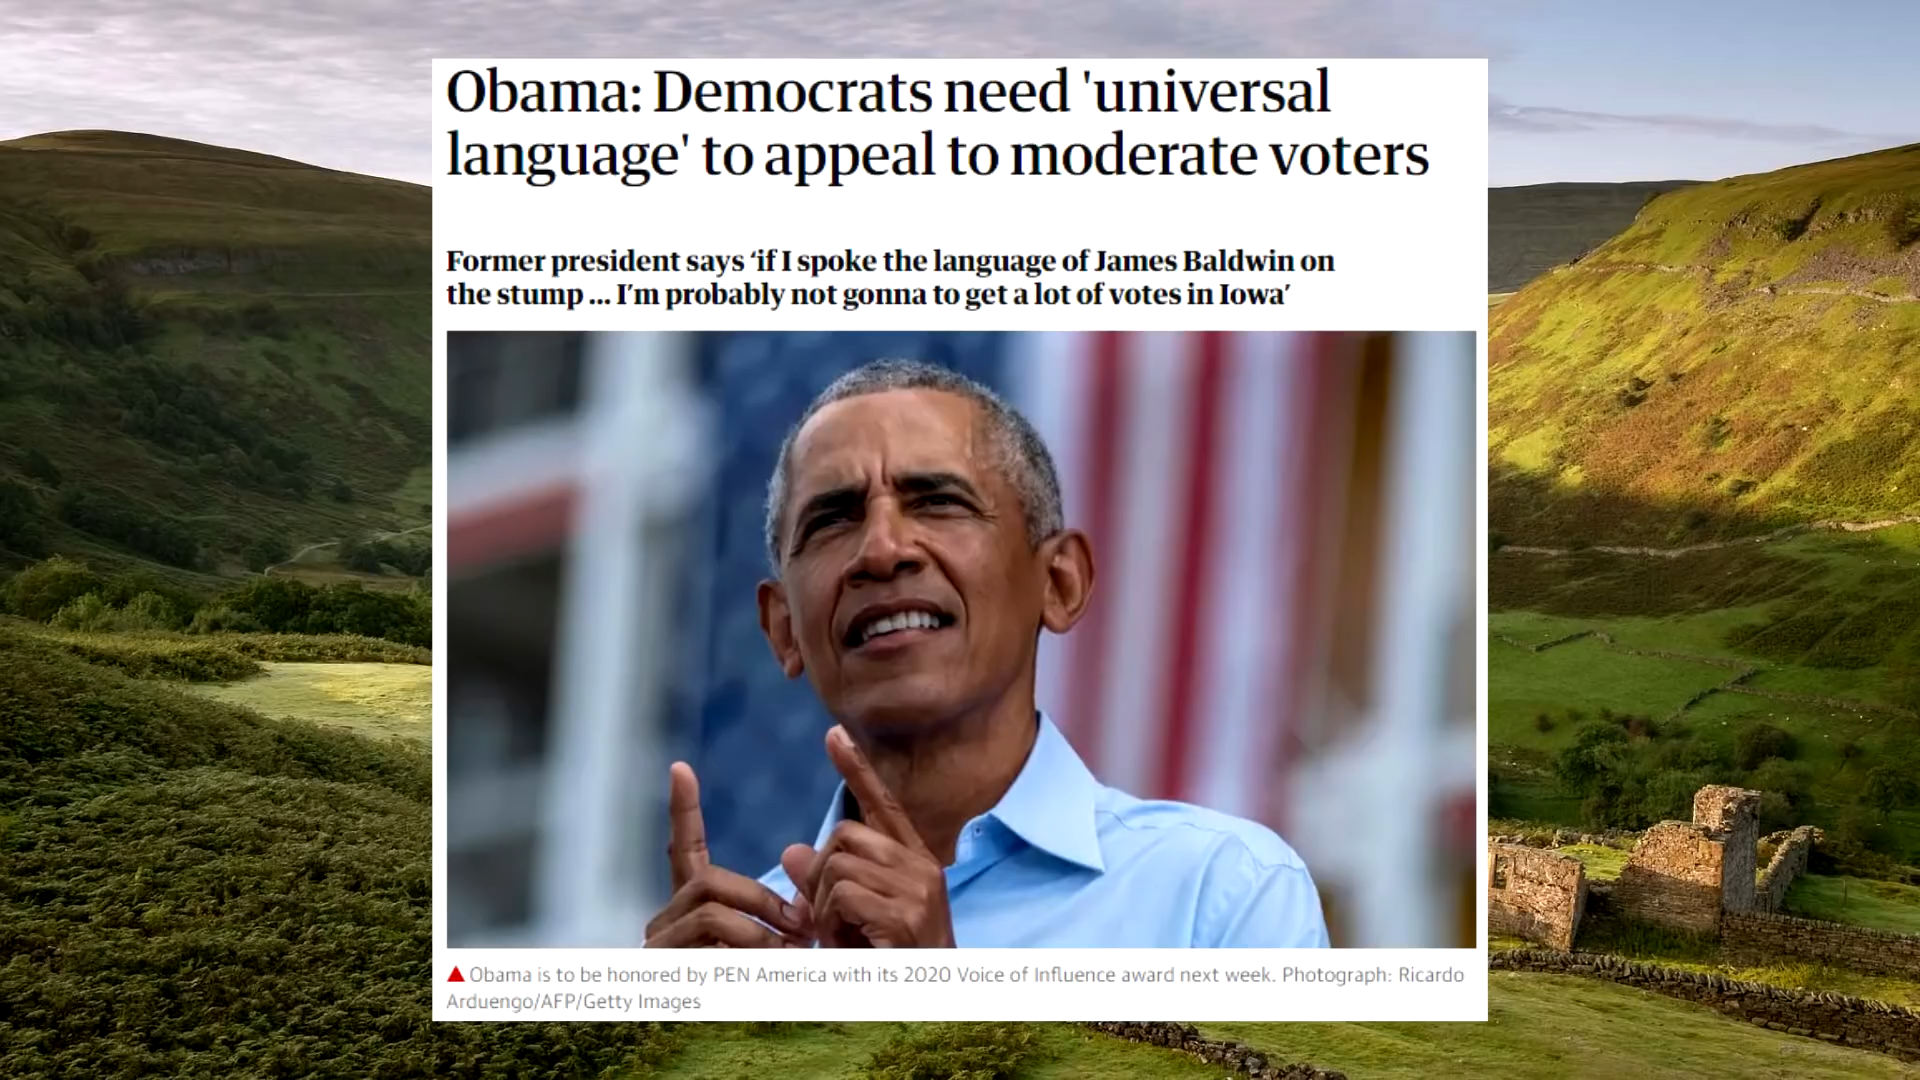 Obama: Democrats need 'universal
language' to appeal to moderate voters
Former president says ‘if I spoke the language of James Baldwin on
the stump ... I’m probably not gonna to get a lot of votes in Iowa’
▲ Obama is to be honored by PEN America with its 2020 Voice of Influence award next week. Photograph: Ricardo
Arduengo/AFP/Getty Images